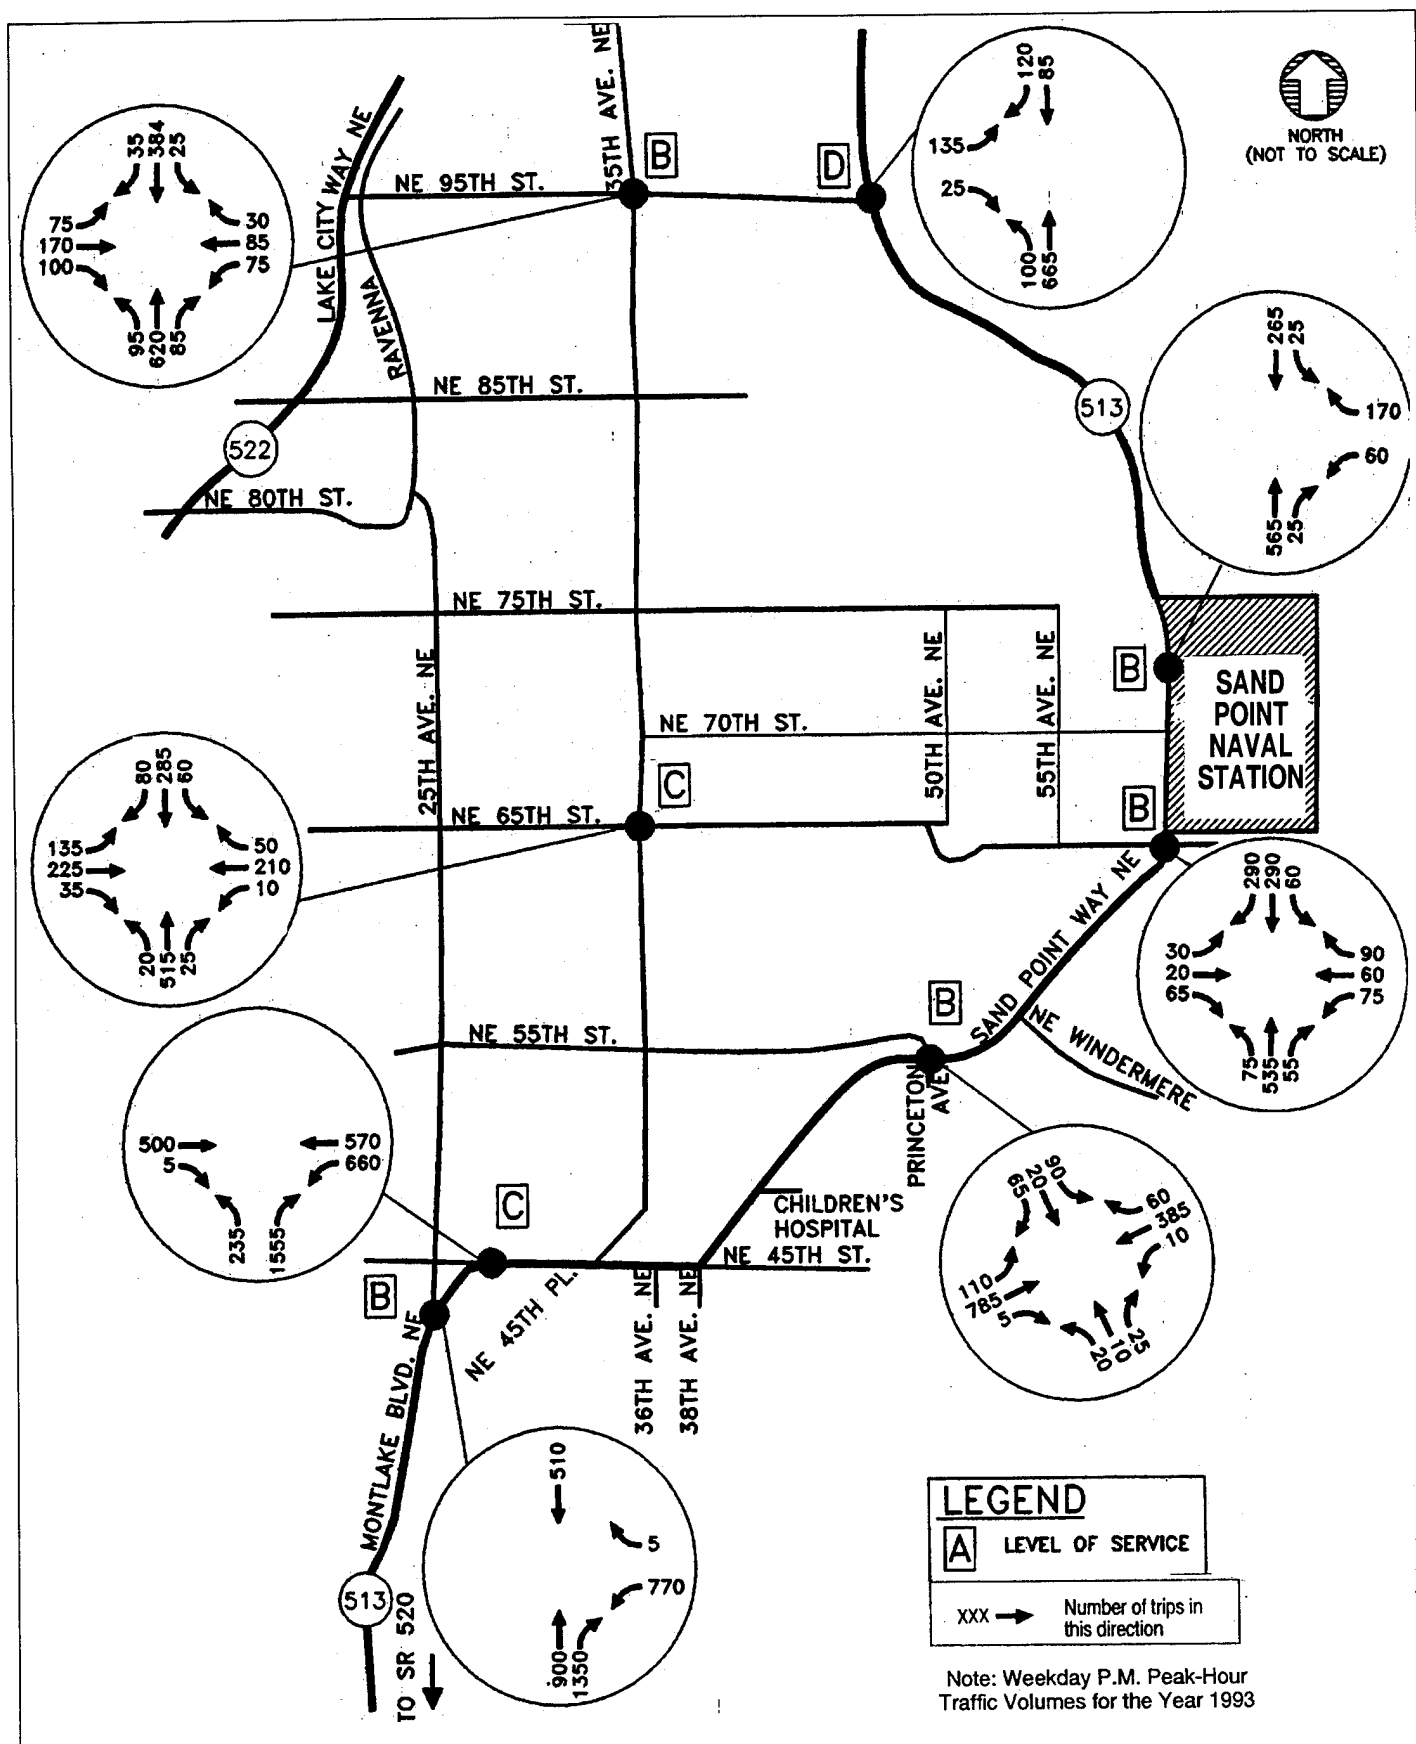 35TH AVE. NE
LAKE CITY WAY NE
NE 95TH ST.
B
D
NORTH
(NOT TO SCALE)
35
384
25
75
170
100
30
85
75
95
620
85
120
85
135
25
100
665
RAVENNA
NE 85TH ST.
522
NE 80TH ST.
513
265
25
170
60
565
25
NE 75TH ST.
25TH AVE. NE
50TH AVE. NE
55TH AVE. NE
B
SAND
POINT
NAVAL
STATION
NE 70TH ST.
C
NE 65TH ST.
B
80
285
60
135
225
35
50
210
10
20
515
25
290
290
60
30
20
65
90
60
75
75
535
55
SAND POINT WAY NE
B
NE WINDERMERE
NE 55TH ST.
PRINCETON
AVE.
500
5
570
660
235
1555
C
CHILDREN'S
HOSPITAL
NE 45TH ST.
65
20
90
60
385
10
110
785
5
20
10
25
B
NE 45TH PL.
36TH AVE. NE
38TH AVE. NE
MONTLAKE BLVD. NE
510
5
770
900
1350
513
TO SR 520
LEGEND
A LEVEL OF SERVICE
XXX Number of trips in
this direction
Note: Weekday P.M. Peak-Hour
Traffic Volumes for the Year 1993